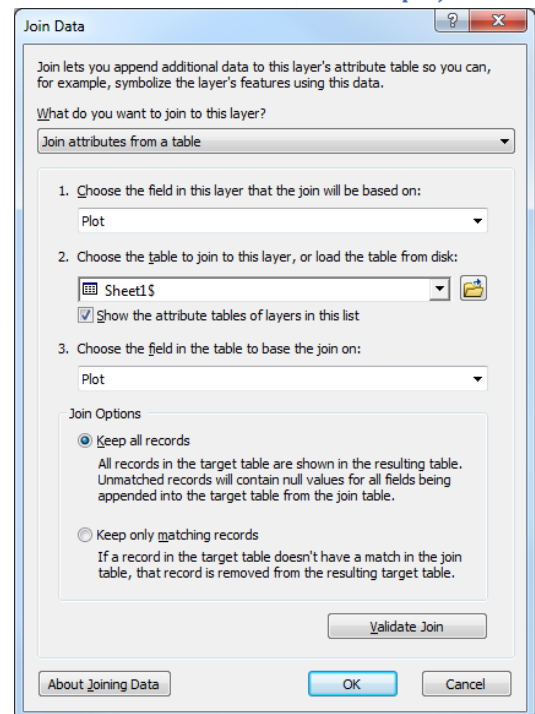 Join Data
Join lets you append additional data to this layer's attribute table so you can,
for example, symbolize the layer's features using this data.
What do you want to join to this layer?
Join attributes from a table
1. Choose the field in this layer that the join will be based on:
Plot
2. Choose the table to join to this layer, or load the table from disk:
Sheet1$
Show the attribute tables of layers in this list
3. Choose the field in the table to base the join on:
Plot
Join Options
Keep all records
All records in the target table are shown in the resulting table.
Unmatched records will contain null values for all fields being
appended into the target table from the join table.
Keep only matching records
If a record in the target table doesn't have a match in the join
table, that record is removed from the resulting target table.
Validate Join
About Joining Data
OK
Cancel